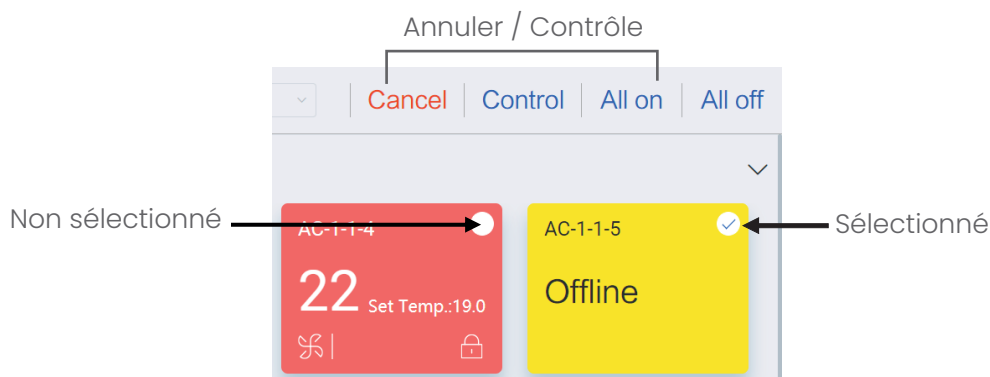 Annuler / Contrôle
Cancel Control All on All off
Non sélectionné
AC-1-1-4
AC-1-1-5
Sélectionné
22 Set Temp.:19.0
Offline